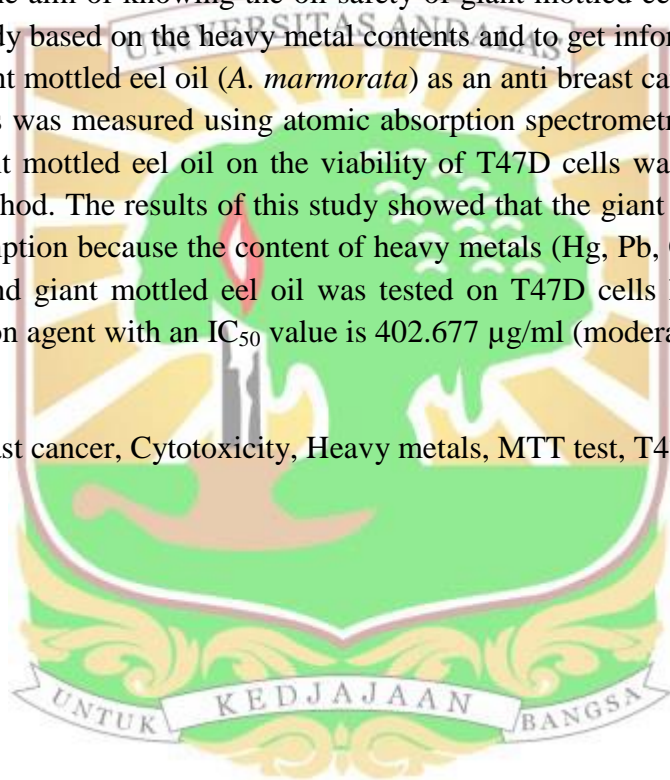 e aim of knowing the oil safety of giant mottled ee
UNIVERSITAS ANDALAS
dy based on the heavy metal contents and to get infor
nt mottled eel oil (A. marmorata) as an anti breast ca
s was measured using atomic absorption spectrometr
t mottled eel oil on the viability of T47D cells wa
hod. The results of this study showed that the giant
ption because the content of heavy metals (Hg, Pb,
nd giant mottled eel oil was tested on T47D cells
on agent with an IC₅₀ value is 402.677 µg/ml (modera
ast cancer, Cytotoxicity, Heavy metals, MTT test, T4
UNTUK KEDJAJAAN BANGSA